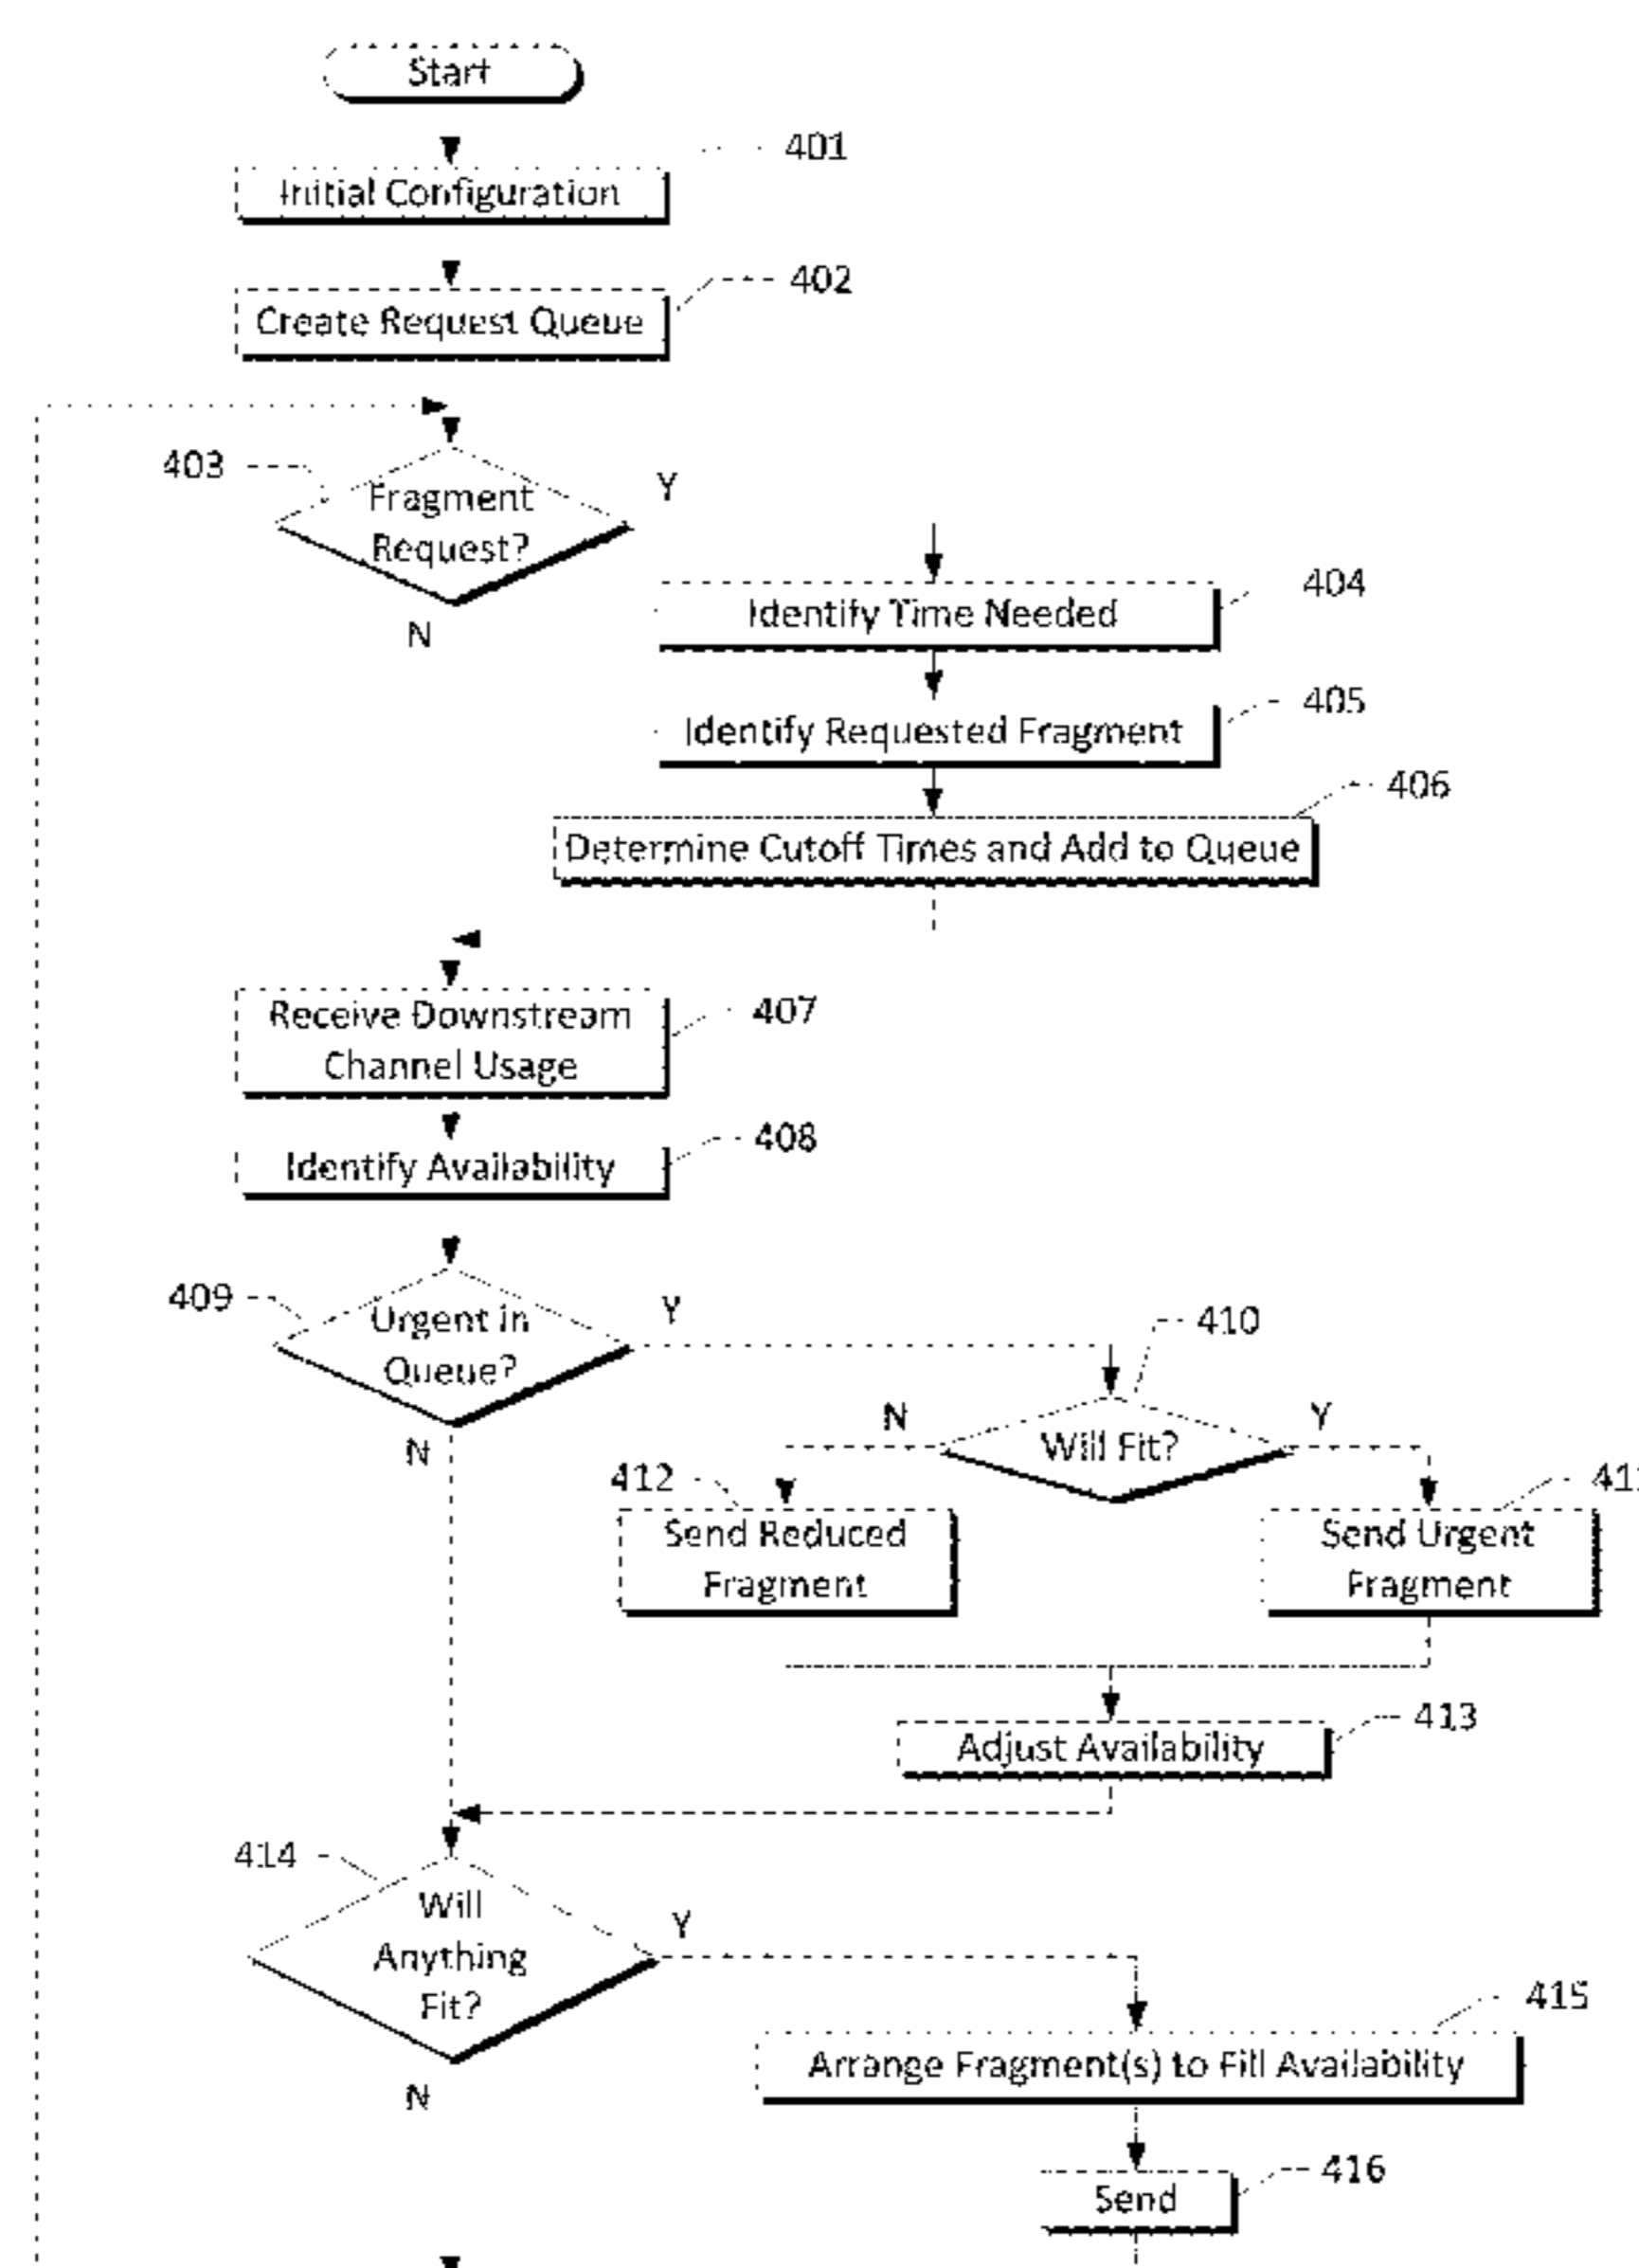 Start
401
Initial Configuration
402
Create Request Queue
403
Fragment
Request?
Y
N
404
Identify Time Needed
405
Identify Requested Fragment
406
Determine Cutoff Times and Add to Queue
Receive Downstream
Channel Usage
407
408
Identify Availability
409
Urgent in
Queue?
Y
N
410
Will Fit?
N
Y
412
Send Reduced
Fragment
Send Urgent
Fragment
413
Adjust Availability
414
Will
Anything
Fit?
Y
N
415
Arrange Fragment(s) to Fill Availability
416
Send